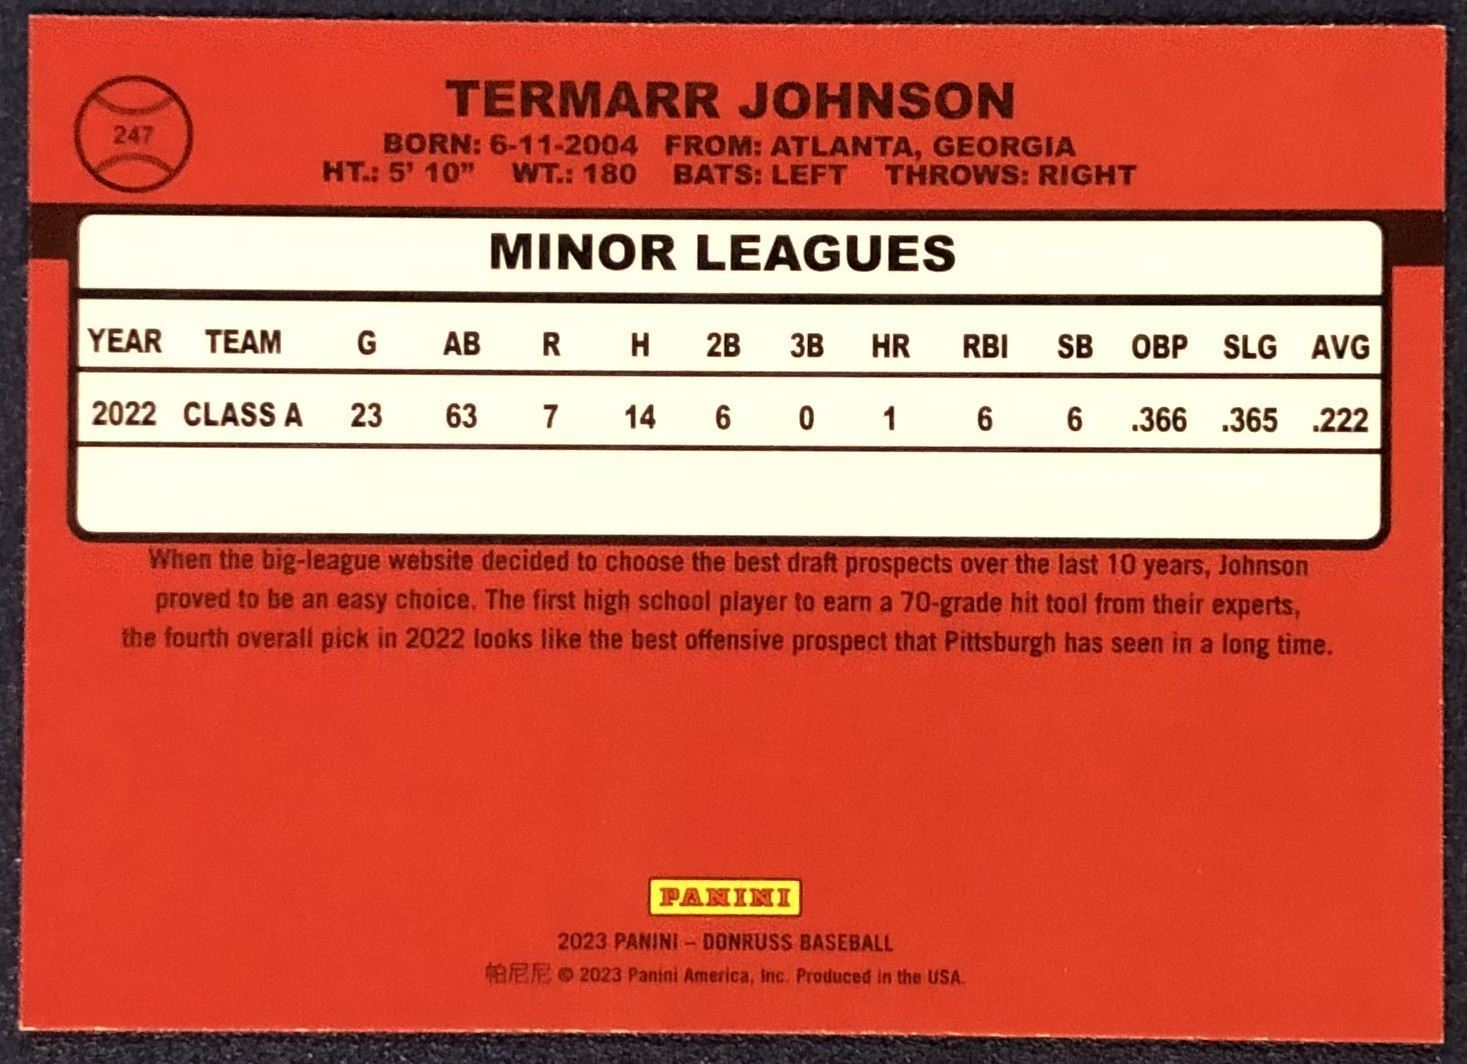 247
TERMARR JOHNSON
BORN: 6-11-2004 FROM: ATLANTA, GEORGIA
HT.: 5' 10" WT.: 180 BATS: LEFT THROWS: RIGHT
MINOR LEAGUES
YEAR TEAM G AB R H 2B 3B HR RBI SB OBP SLG AVG
2022 CLASS A 23 63 7 14 6 0 1 6 6 .366 .365 .222
When the big-league website decided to choose the best draft prospects over the last 10 years, Johnson
proved to be an easy choice. The first high school player to earn a 70-grade hit tool from their experts,
the fourth overall pick in 2022 looks like the best offensive prospect that Pittsburgh has seen in a long time.
PANINI
2023 PANINI – DONRUSS BASEBALL
帕尼尼 © 2023 Panini America, Inc. Produced in the USA.